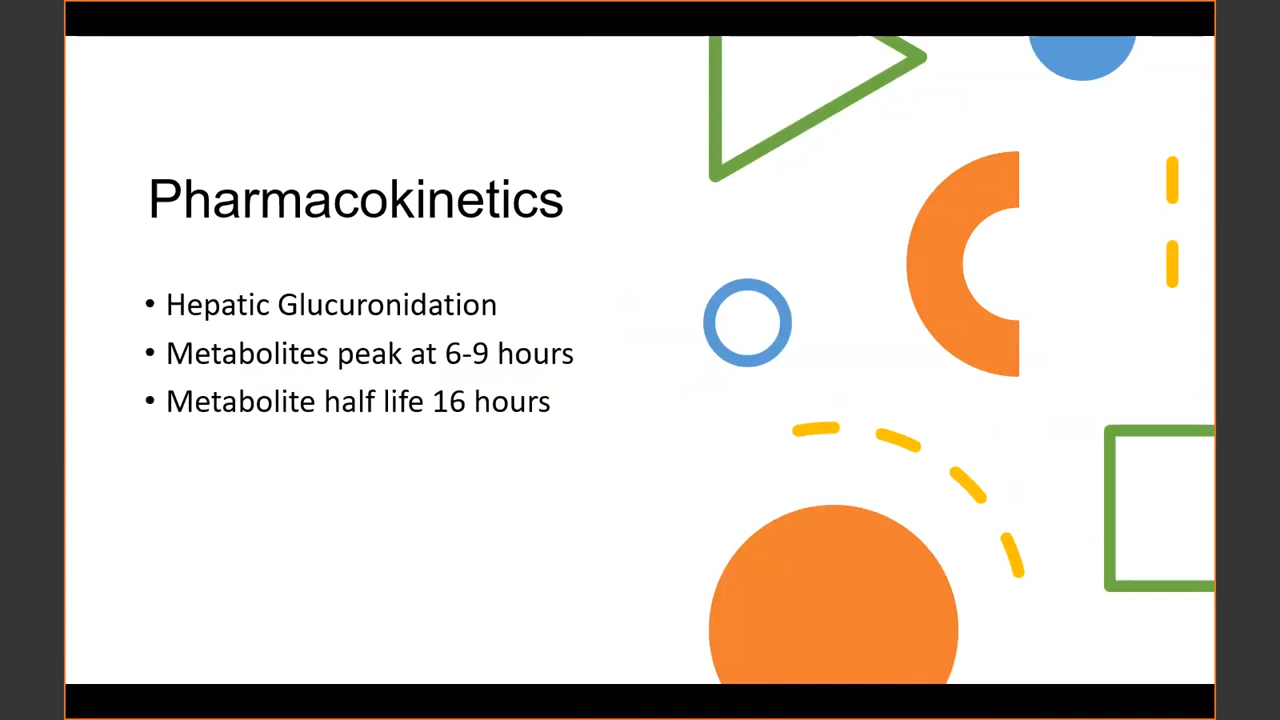 Pharmacokinetics
• Hepatic Glucuronidation
• Metabolites peak at 6-9 hours
• Metabolite half life 16 hours